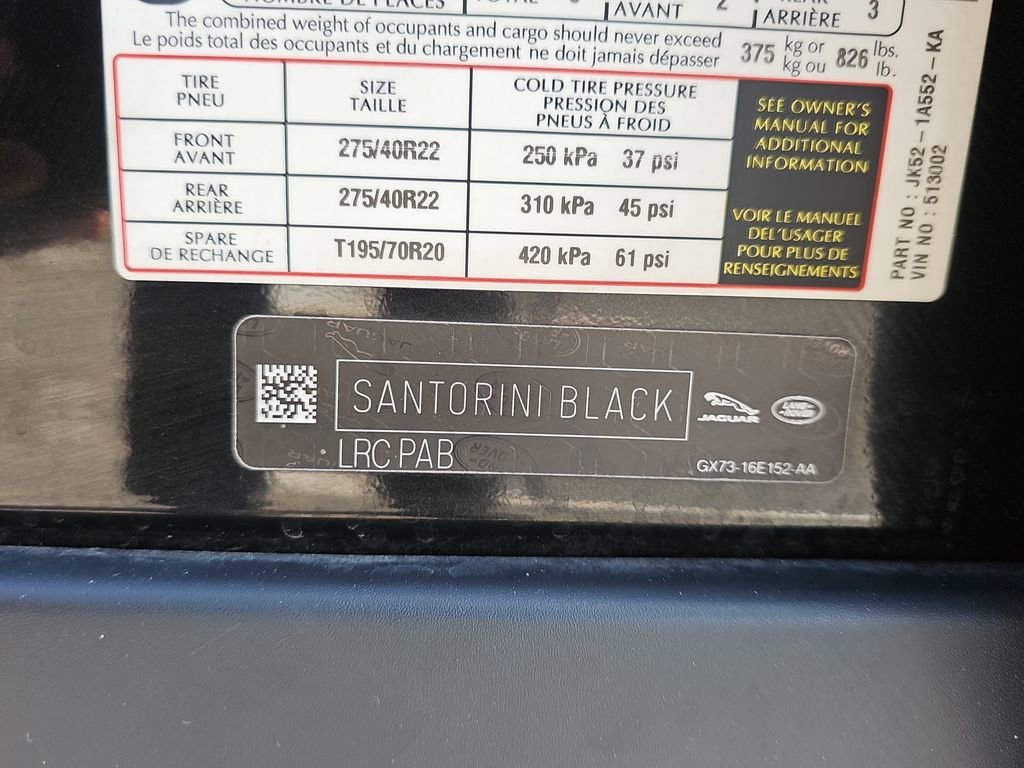 NOMBRE DE PLACES
AVANT 2
ARRIÈRE 3
The combined weight of occupants and cargo should never exceed
Le poids total des occupants et du chargement ne doit jamais dépasser
375 kg or 826 lbs.
kg ou lb.
TIRE
PNEU
SIZE
TAILLE
COLD TIRE PRESSURE
PRESSION DES
PNEUS À FROID
FRONT
AVANT
275/40R22
250 kPa 37 psi
REAR
ARRIÈRE
275/40R22
310 kPa 45 psi
SPARE
DE RECHANGE
T195/70R20
420 kPa 61 psi
SEE OWNER'S
MANUAL FOR
ADDITIONAL
INFORMATION
VOIR LE MANUEL
DEL'USAGER
POUR PLUS DE
RENSEIGNEMENTS
PART NO : JK52-1A552-KA
VIN NO : 513002
SANTORINI BLACK
LRC PAB
JAGUAR
LAND
ROVER
GX73-16E152-AA